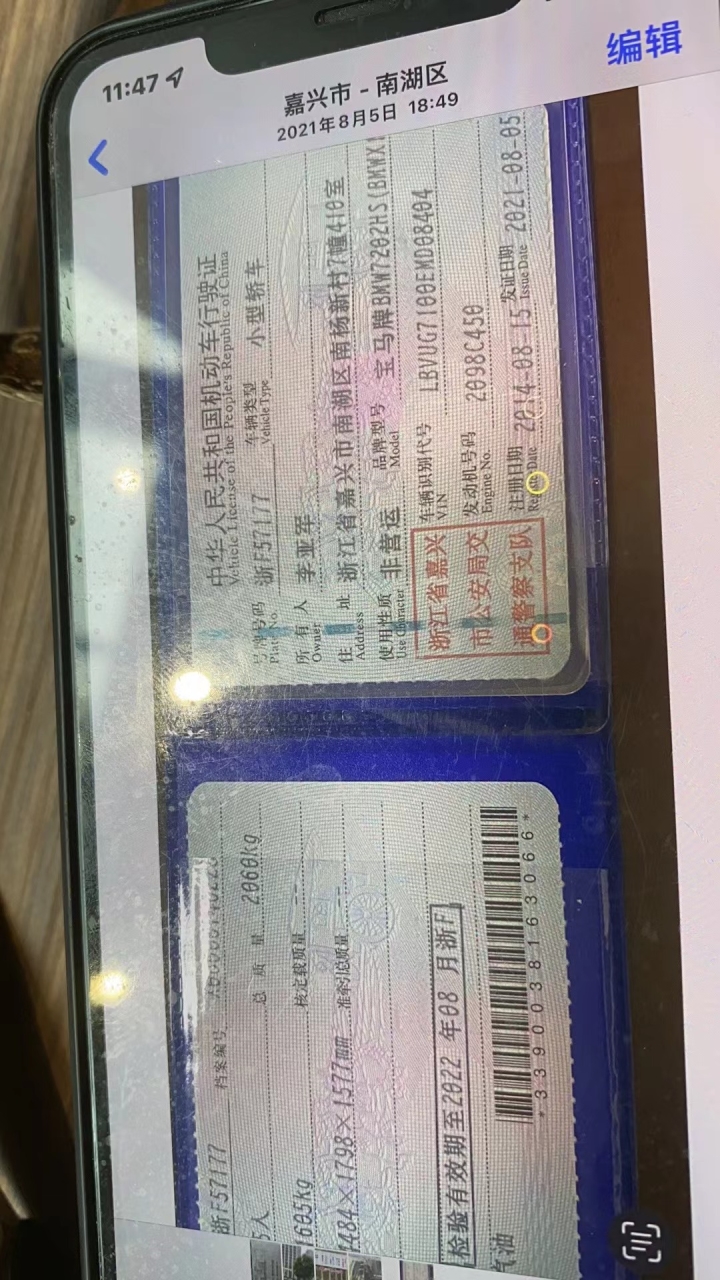 11:47
嘉兴市 - 南湖区
2021年8月5日 18:49
编辑
中华人民共和国机动车行驶证
Vehicle License of the People's Republic of China
号牌号码 浙F57177 车辆类型 小型轿车
Plate No. Vehicle Type
所有人 李亚军
Owner
住址 浙江省嘉兴市南湖区南杨新村7幢410室
Address
使用性质 非营运 品牌型号 宝马牌BMW7202HS(BMWX1
Use Character Model
浙江省嘉兴
市公安局交
通警察支队
车辆识别代号 LBVUG7100EMD08404
VIN
发动机号码 2098C450
Engine No.
注册日期 2014-08-15 发证日期 2021-08-05
Register Date Issue Date
浙F57177 档案编号
5人 总质量 2060kg
1605kg 核定载质量 --
4484×1798×1577mm 准牵引总质量 --
检验有效期至2022年08月浙F
汽油
*3390038163066*